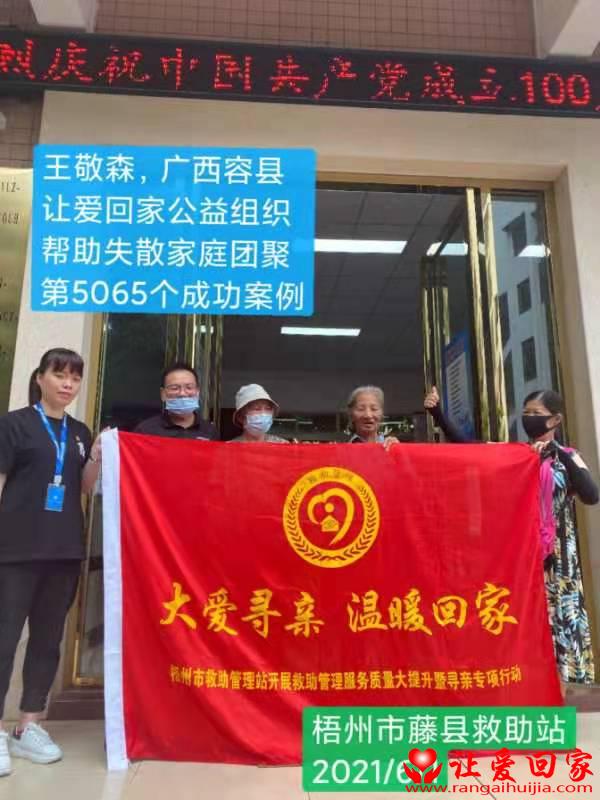 烈庆祝中国共产党成立100
王敬森，广西容县
让爱回家公益组织
帮助失散家庭团聚
第5065个成功案例
大爱寻亲 温暖回家
梧州市救助管理站开展救助管理服务质量大提升暨寻亲专项行动
梧州市藤县救助站
2021/6
让爱回家
www.rangaihuijia.com